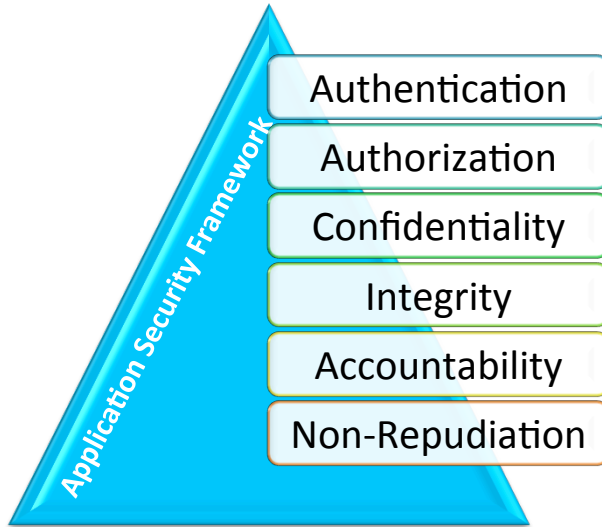 Application Security Framework
Authentication
Authorization
Confidentiality
Integrity
Accountability
Non-Repudiation